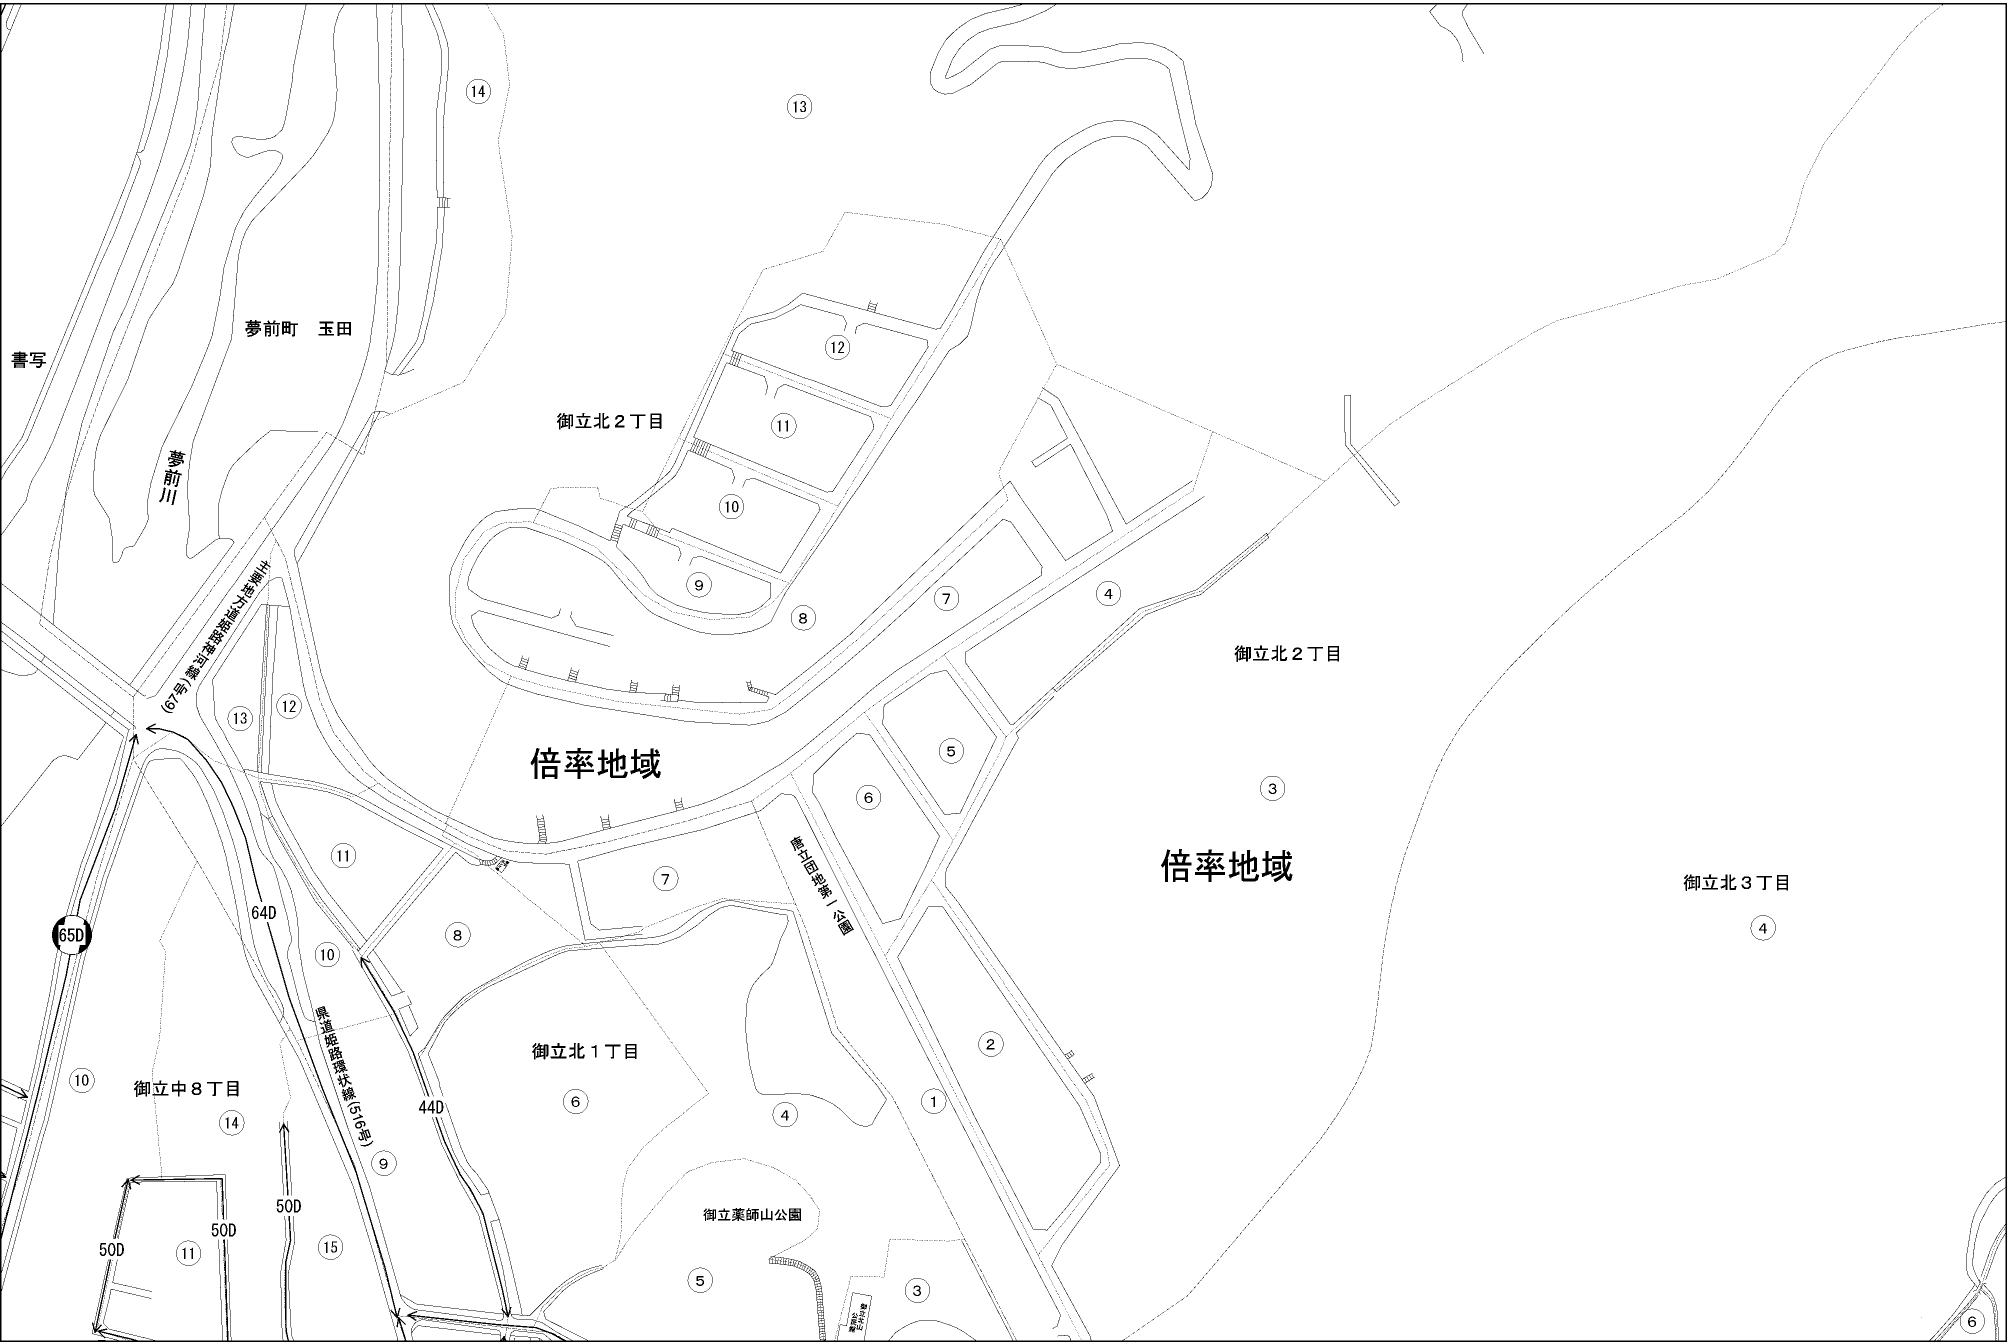 14
13
夢前町 玉田
12
書写
御立北２丁目
11
夢前川
10
9
8
7
4
主要地方道姫路神河線(67号)
御立北２丁目
12
13
倍率地域
5
3
6
11
唐立団地第一公園
倍率地域
7
御立北３丁目
64D
4
65D
8
10
県道姫路環状線(516号)
御立北１丁目
2
10
御立中８丁目
6
44D
1
4
14
9
50D
御立薬師山公園
50D
50D
11
15
5
3
6